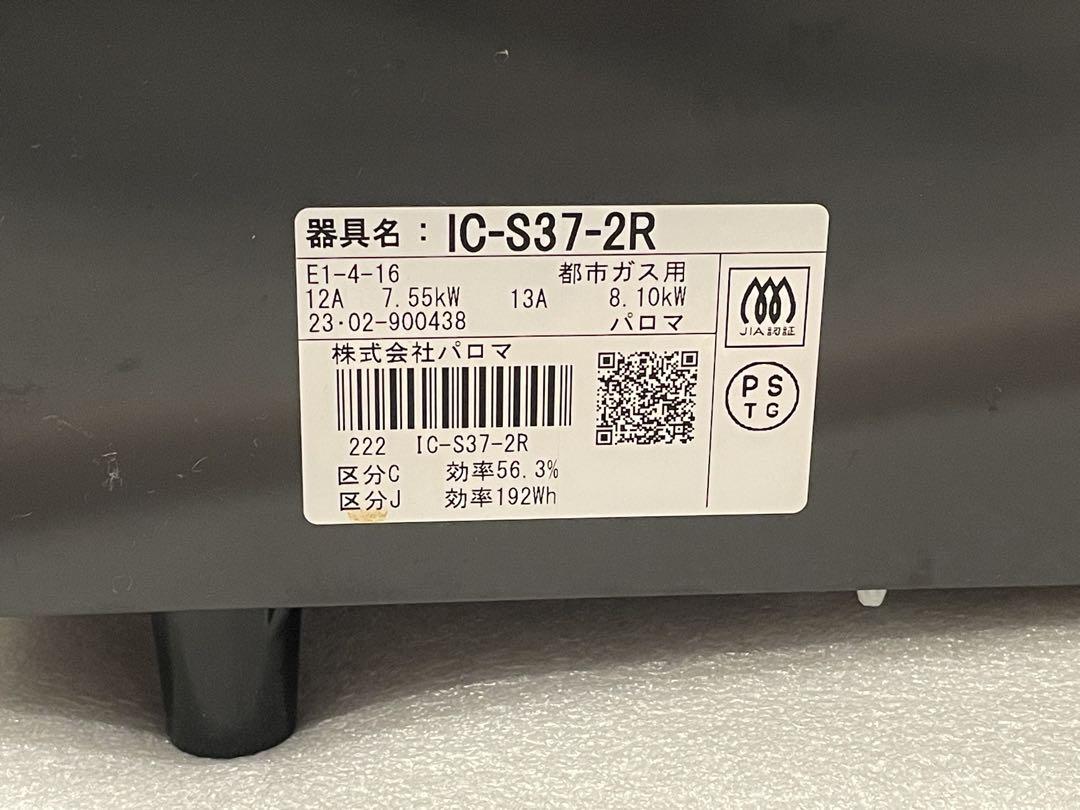 器具名：IC-S37-2R
E1-4-16 都市ガス用
12A 7.55kW 13A 8.10kW
23・02-900438 パロマ
JIA認証
株式会社パロマ
PS
TG
222 IC-S37-2R
区分C 効率56.3%
区分J 効率192Wh